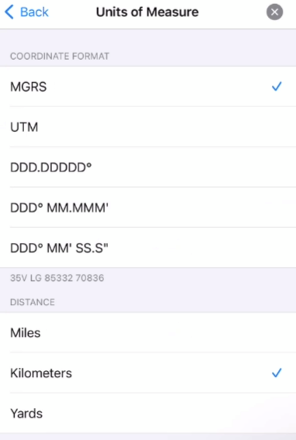 Back Units of Measure
COORDINATE FORMAT
MGRS
UTM
DDD.DDDDD°
DDD° MM.MMM'
DDD° MM' SS.S"
35V LG 85332 70836
DISTANCE
Miles
Kilometers
Yards